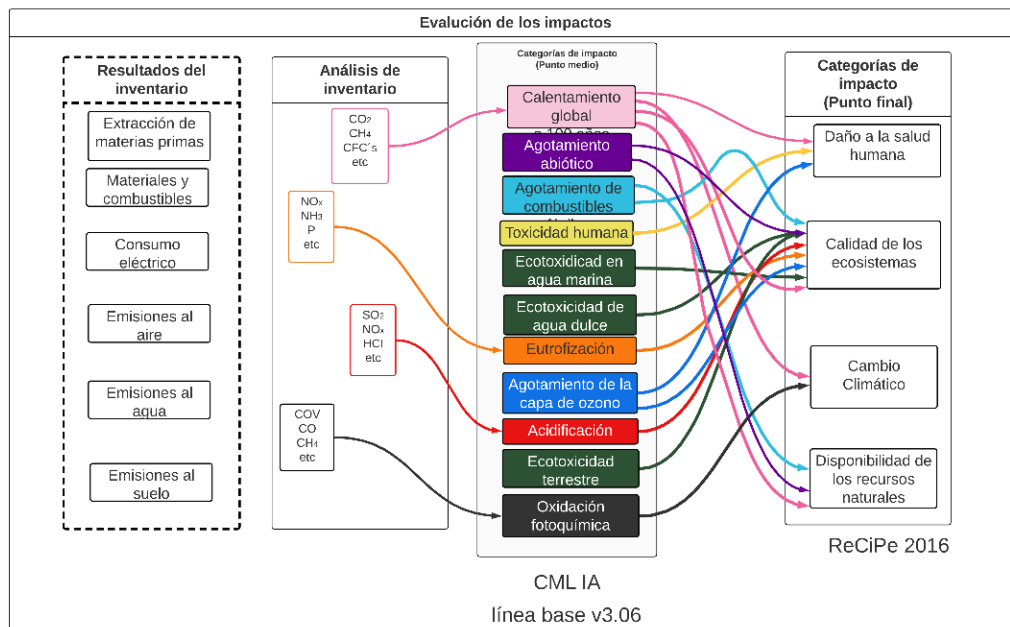 Evalución de los impactos
Resultados del
inventario
Extracción de
materias primas
Materiales y
combustibles
Consumo
eléctrico
Emisiones al
aire
Emisiones al
agua
Emisiones al
suelo
Análisis de
inventario
CO₂
CH₄
CFC´s
etc
NOₓ
NH₃
P
etc
SO₂
NOₓ
HCl
etc
COV
CO
CH₄
etc
Categorías de impacto
(Punto medio)
Calentamiento
global
Agotamiento
abiótico
Agotamiento de
combustibles
Toxicidad humana
Ecotoxidicad en
agua marina
Ecotoxicidad de
agua dulce
Eutrofización
Agotamiento de la
capa de ozono
Acidificación
Ecotoxicidad
terrestre
Oxidación
fotoquímica
CML IA
línea base v3.06
Categorías de
impacto
(Punto final)
Daño a la salud
humana
Calidad de los
ecosistemas
Cambio
Climático
Disponibilidad de
los recursos
naturales
ReCiPe 2016